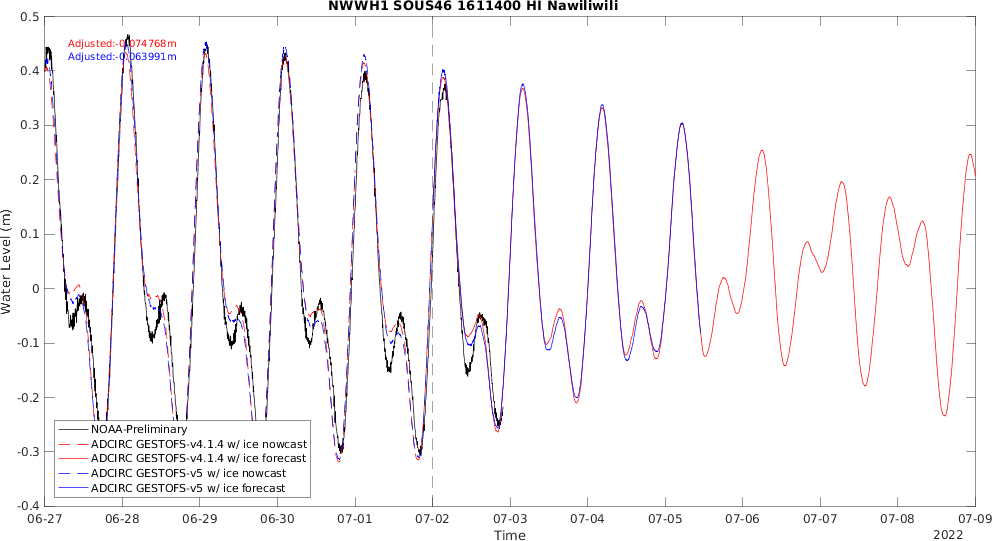 NWWH1 SOUS46 1611400 HI Nawiliwili
0.5
0.4
0.3
0.2
0.1
0
-0.1
-0.2
-0.3
-0.4
Water Level (m)
Adjusted:-0.074768m
Adjusted:-0.063991m
NOAA-Preliminary
ADCIRC GESTOFS-v4.1.4 w/ ice nowcast
ADCIRC GESTOFS-v4.1.4 w/ ice forecast
ADCIRC GESTOFS-v5 w/ ice nowcast
ADCIRC GESTOFS-v5 w/ ice forecast
06-27 06-28 06-29 06-30 07-01 07-02 07-03 07-04 07-05 07-06 07-07 07-08 07-09
Time
2022